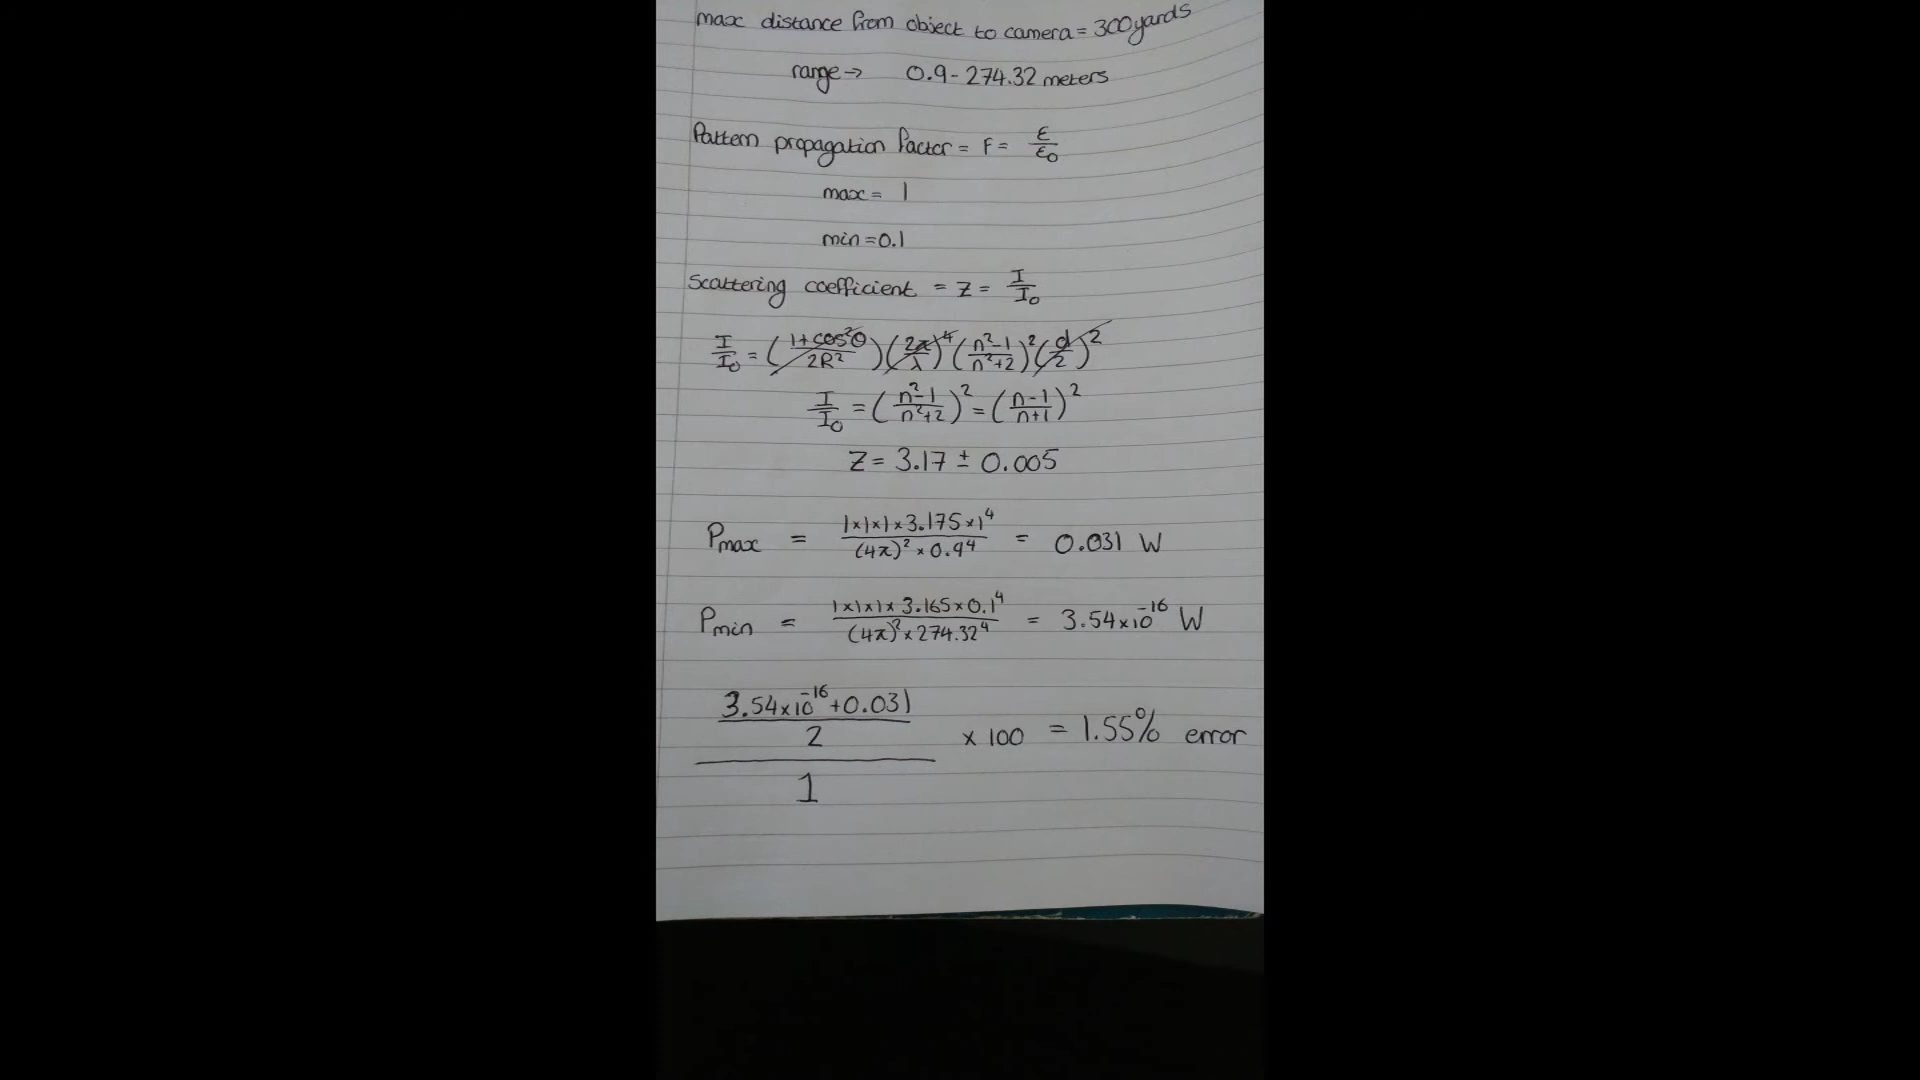 max distance from object to camera = 300 yards
range → 0.9 - 274.32 meters
Pattern propagation factor = F = ε/ε₀
max = 1
min = 0.1
Scattering coefficient = Z = I/I₀
I/I₀ = ((1+cos²θ)/2R²)(2π/λ)⁴((n²-1)/(n²+2))²(d/2)²
I/I₀ = ((n²-1)/(n²+2))² = ((n-1)/(n+1))²
Z = 3.17 ± 0.005
Pmax = (1×1×1×3.175×1⁴)/((4π)²×0.9⁴) = 0.031 W
Pmin = (1×1×1×3.165×0.1⁴)/((4π)²×274.32⁴) = 3.54×10⁻¹⁶ W
((3.54×10⁻¹⁶+0.031)/2)/1 × 100 = 1.55% error